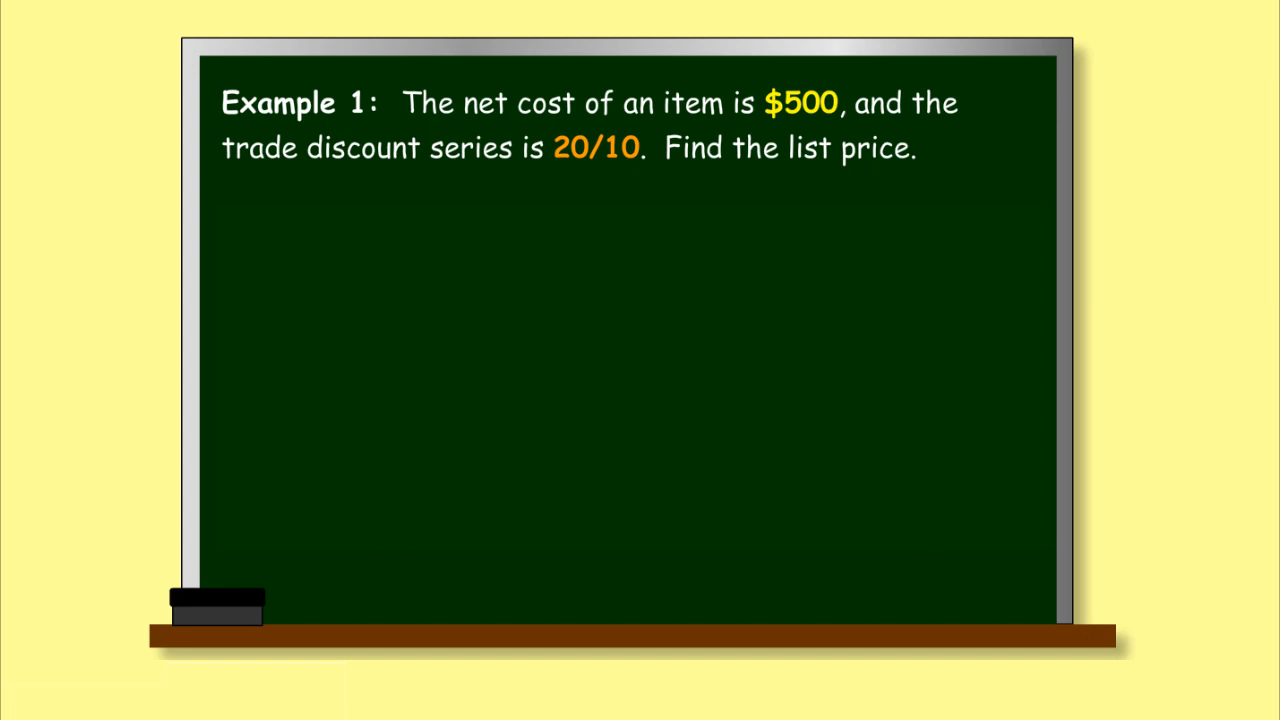 Example 1: The net cost of an item is $500, and the
trade discount series is 20/10. Find the list price.